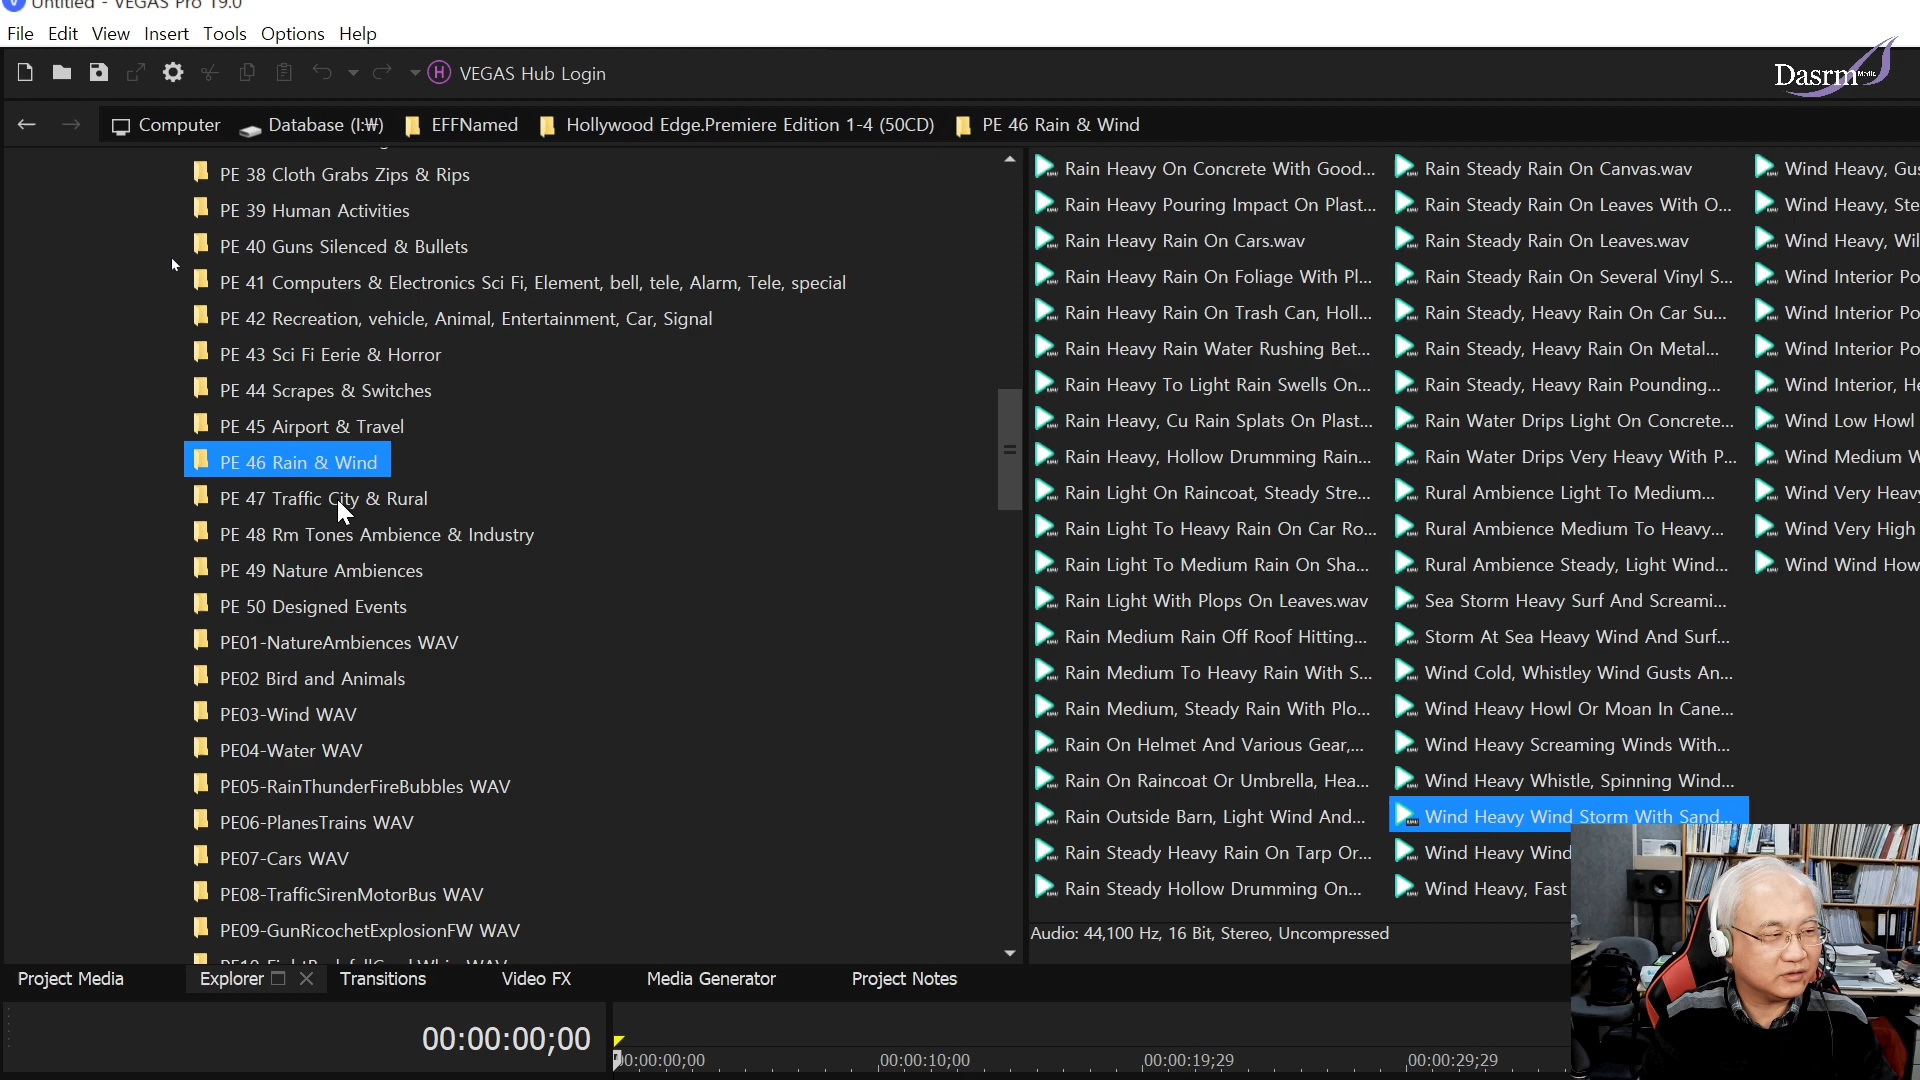 Untitled - VEGAS Pro 19.0
File Edit View Insert Tools Options Help
VEGAS Hub Login
Dasrm Media
Computer Database (I:₩) EFFNamed Hollywood Edge.Premiere Edition 1-4 (50CD) PE 46 Rain & Wind
PE 38 Cloth Grabs Zips & Rips
PE 39 Human Activities
PE 40 Guns Silenced & Bullets
PE 41 Computers & Electronics Sci Fi, Element, bell, tele, Alarm, Tele, special
PE 42 Recreation, vehicle, Animal, Entertainment, Car, Signal
PE 43 Sci Fi Eerie & Horror
PE 44 Scrapes & Switches
PE 45 Airport & Travel
PE 46 Rain & Wind
PE 47 Traffic City & Rural
PE 48 Rm Tones Ambience & Industry
PE 49 Nature Ambiences
PE 50 Designed Events
PE01-NatureAmbiences WAV
PE02 Bird and Animals
PE03-Wind WAV
PE04-Water WAV
PE05-RainThunderFireBubbles WAV
PE06-PlanesTrains WAV
PE07-Cars WAV
PE08-TrafficSirenMotorBus WAV
PE09-GunRicochetExplosionFW WAV
Rain Heavy On Concrete With Good...
Rain Heavy Pouring Impact On Plast...
Rain Heavy Rain On Cars.wav
Rain Heavy Rain On Foliage With Pl...
Rain Heavy Rain On Trash Can, Holl...
Rain Heavy Rain Water Rushing Bet...
Rain Heavy To Light Rain Swells On...
Rain Heavy, Cu Rain Splats On Plast...
Rain Heavy, Hollow Drumming Rain...
Rain Light On Raincoat, Steady Stre...
Rain Light To Heavy Rain On Car Ro...
Rain Light To Medium Rain On Sha...
Rain Light With Plops On Leaves.wav
Rain Medium Rain Off Roof Hitting...
Rain Medium To Heavy Rain With S...
Rain Medium, Steady Rain With Plo...
Rain On Helmet And Various Gear,...
Rain On Raincoat Or Umbrella, Hea...
Rain Outside Barn, Light Wind And...
Rain Steady Heavy Rain On Tarp Or...
Rain Steady Hollow Drumming On...
Rain Steady Rain On Canvas.wav
Rain Steady Rain On Leaves With O...
Rain Steady Rain On Leaves.wav
Rain Steady Rain On Several Vinyl S...
Rain Steady, Heavy Rain On Car Su...
Rain Steady, Heavy Rain On Metal...
Rain Steady, Heavy Rain Pounding...
Rain Water Drips Light On Concrete...
Rain Water Drips Very Heavy With P...
Rural Ambience Light To Medium...
Rural Ambience Medium To Heavy...
Rural Ambience Steady, Light Wind...
Sea Storm Heavy Surf And Screami...
Storm At Sea Heavy Wind And Surf...
Wind Cold, Whistley Wind Gusts An...
Wind Heavy Howl Or Moan In Cane...
Wind Heavy Screaming Winds With...
Wind Heavy Whistle, Spinning Wind...
Wind Heavy Wind Storm With Sand...
Wind Heavy Wind
Wind Heavy, Fast
Wind Heavy, Gus
Wind Heavy, Ste
Wind Heavy, Wil
Wind Interior Po
Wind Interior Po
Wind Interior Po
Wind Interior, He
Wind Low Howl
Wind Medium W
Wind Very Heavy
Wind Very High
Wind Wind How
Audio: 44,100 Hz, 16 Bit, Stereo, Uncompressed
Project Media Explorer Transitions Video FX Media Generator Project Notes
00:00:00;00
00:00:00;00 00:00:10;00 00:00:19;29 00:00:29;29